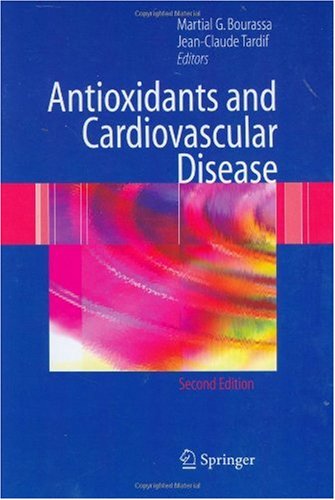 Martial G. Bourassa
Jean-Claude Tardif
Editors
Antioxidants and
Cardiovascular
Disease
Second Edition
Springer